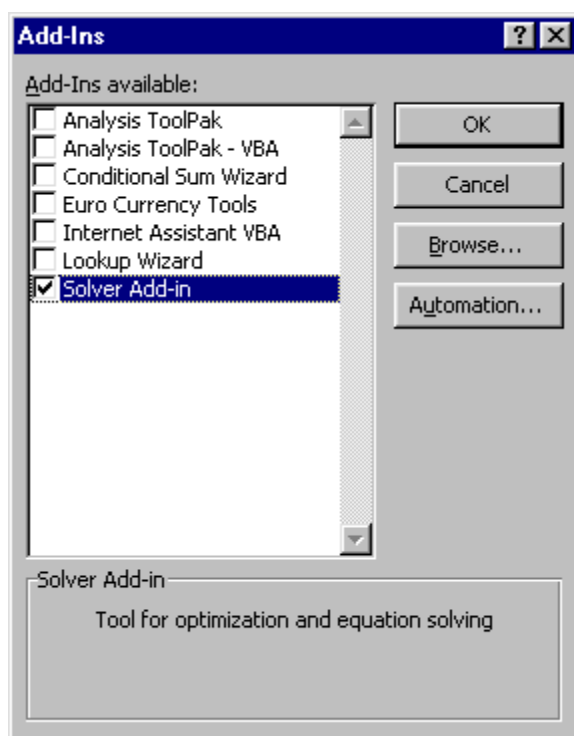 Add-Ins
Add-Ins available:
Analysis ToolPak
Analysis ToolPak - VBA
Conditional Sum Wizard
Euro Currency Tools
Internet Assistant VBA
Lookup Wizard
Solver Add-in
OK
Cancel
Browse...
Automation...
Solver Add-in
Tool for optimization and equation solving